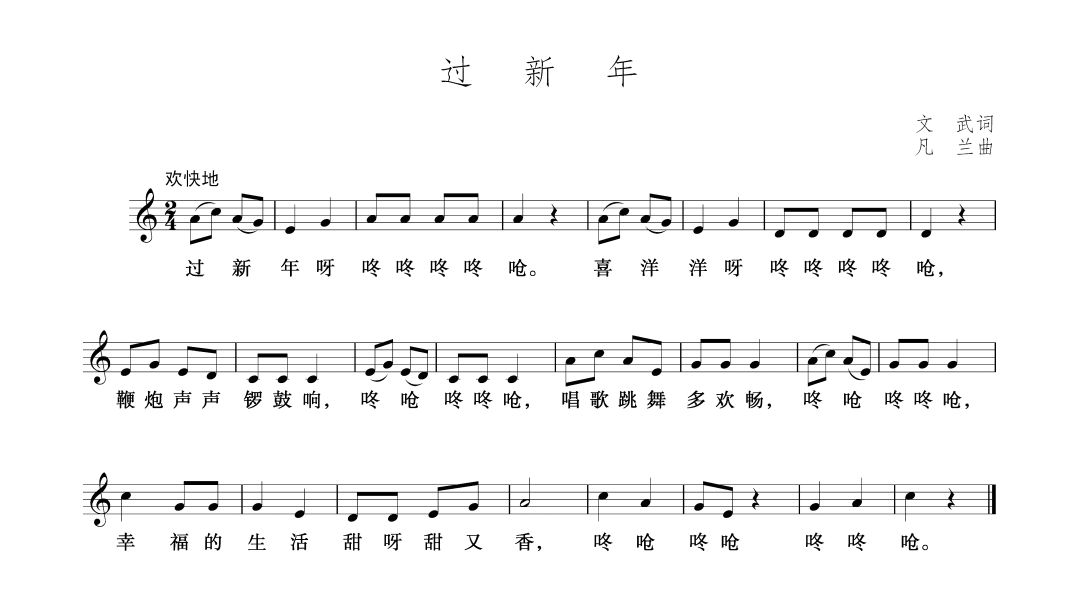 过 新 年
文 武词
凡 兰曲
欢快地
2
4
过 新 年 呀 咚 咚 咚 咚 呛。 喜 洋 洋 呀 咚 咚 咚 咚 呛，
鞭 炮 声 声 锣 鼓 响， 咚 呛 咚 咚 呛， 唱 歌 跳 舞 多 欢 畅， 咚 呛 咚 咚 呛，
幸 福 的 生 活 甜 呀 甜 又 香， 咚 呛 咚 呛 咚 咚 呛。